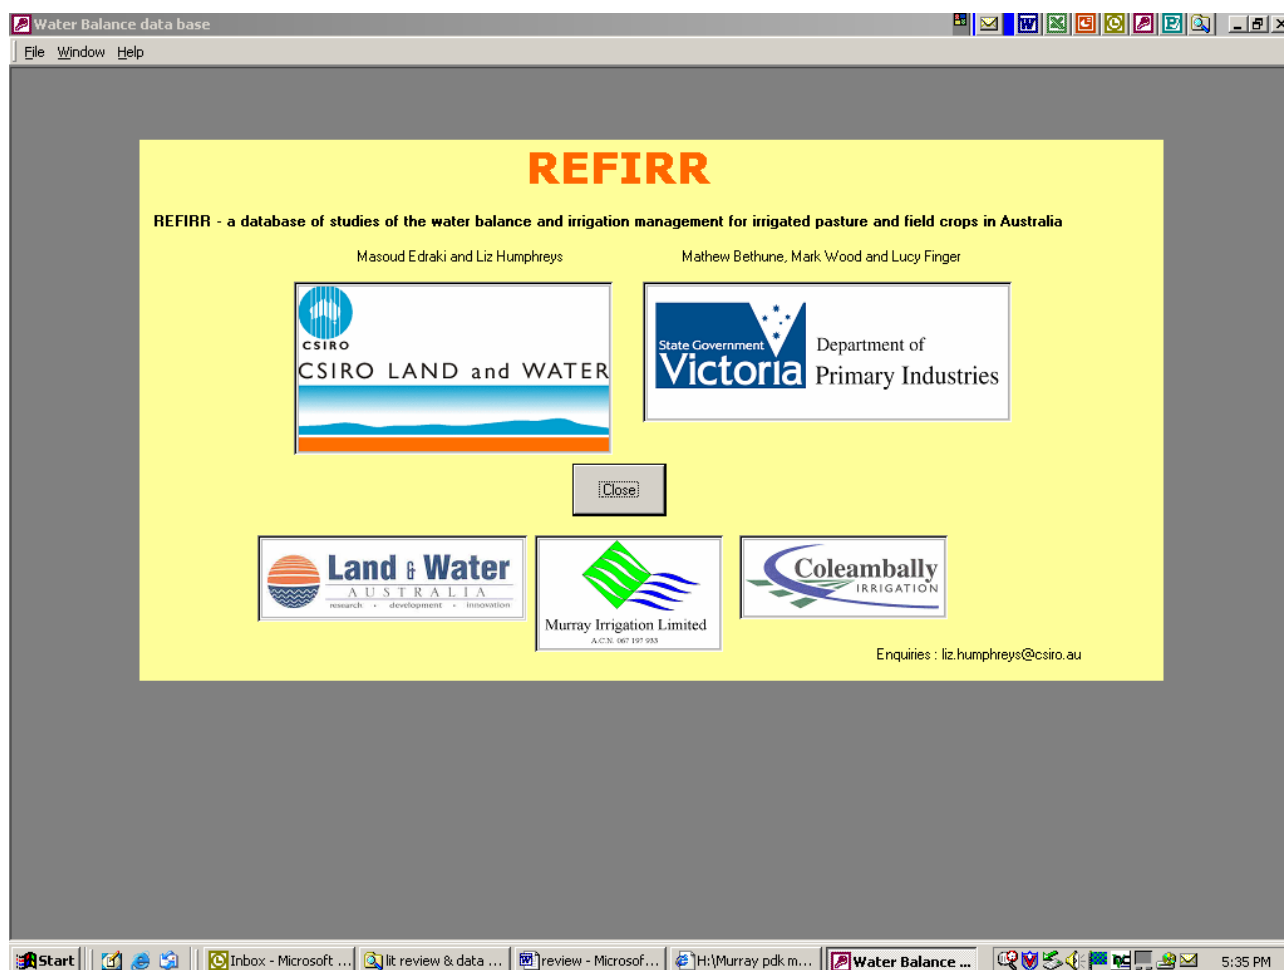 Water Balance data base
File Window Help
REFIRR
REFIRR - a database of studies of the water balance and irrigation management for irrigated pasture and field crops in Australia
Masoud Edraki and Liz Humphreys
Mathew Bethune, Mark Wood and Lucy Finger
CSIRO
CSIRO LAND and WATER
State Government
Victoria
Department of
Primary Industries
Close
Land & Water
AUSTRALIA
research • development • innovation
Murray Irrigation Limited
A.C.N. 067 197 933
Coleambally
IRRIGATION
Enquiries : liz.humphreys@csiro.au
Start
Inbox - Microsoft ...
lit review & data ...
review - Microsof...
H:\Murray pdk m...
Water Balance ...
5:35 PM